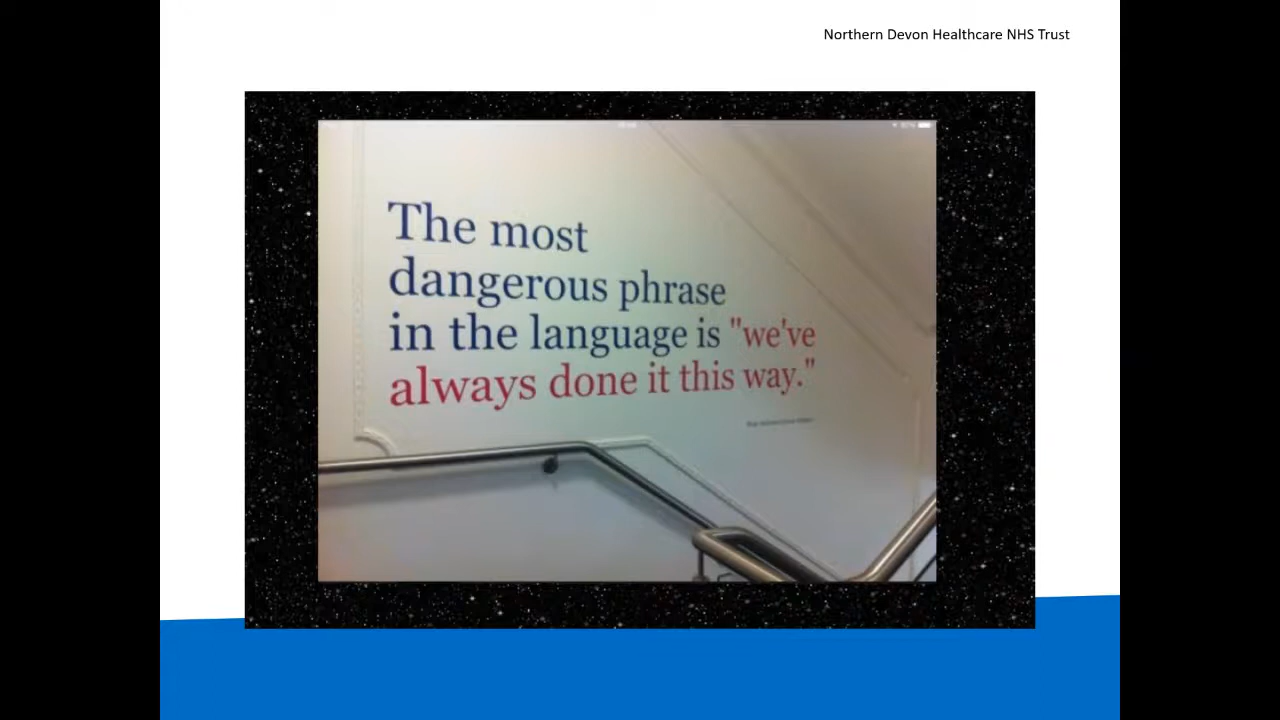 Northern Devon Healthcare NHS Trust
The most
dangerous phrase
in the language is "we've
always done it this way."